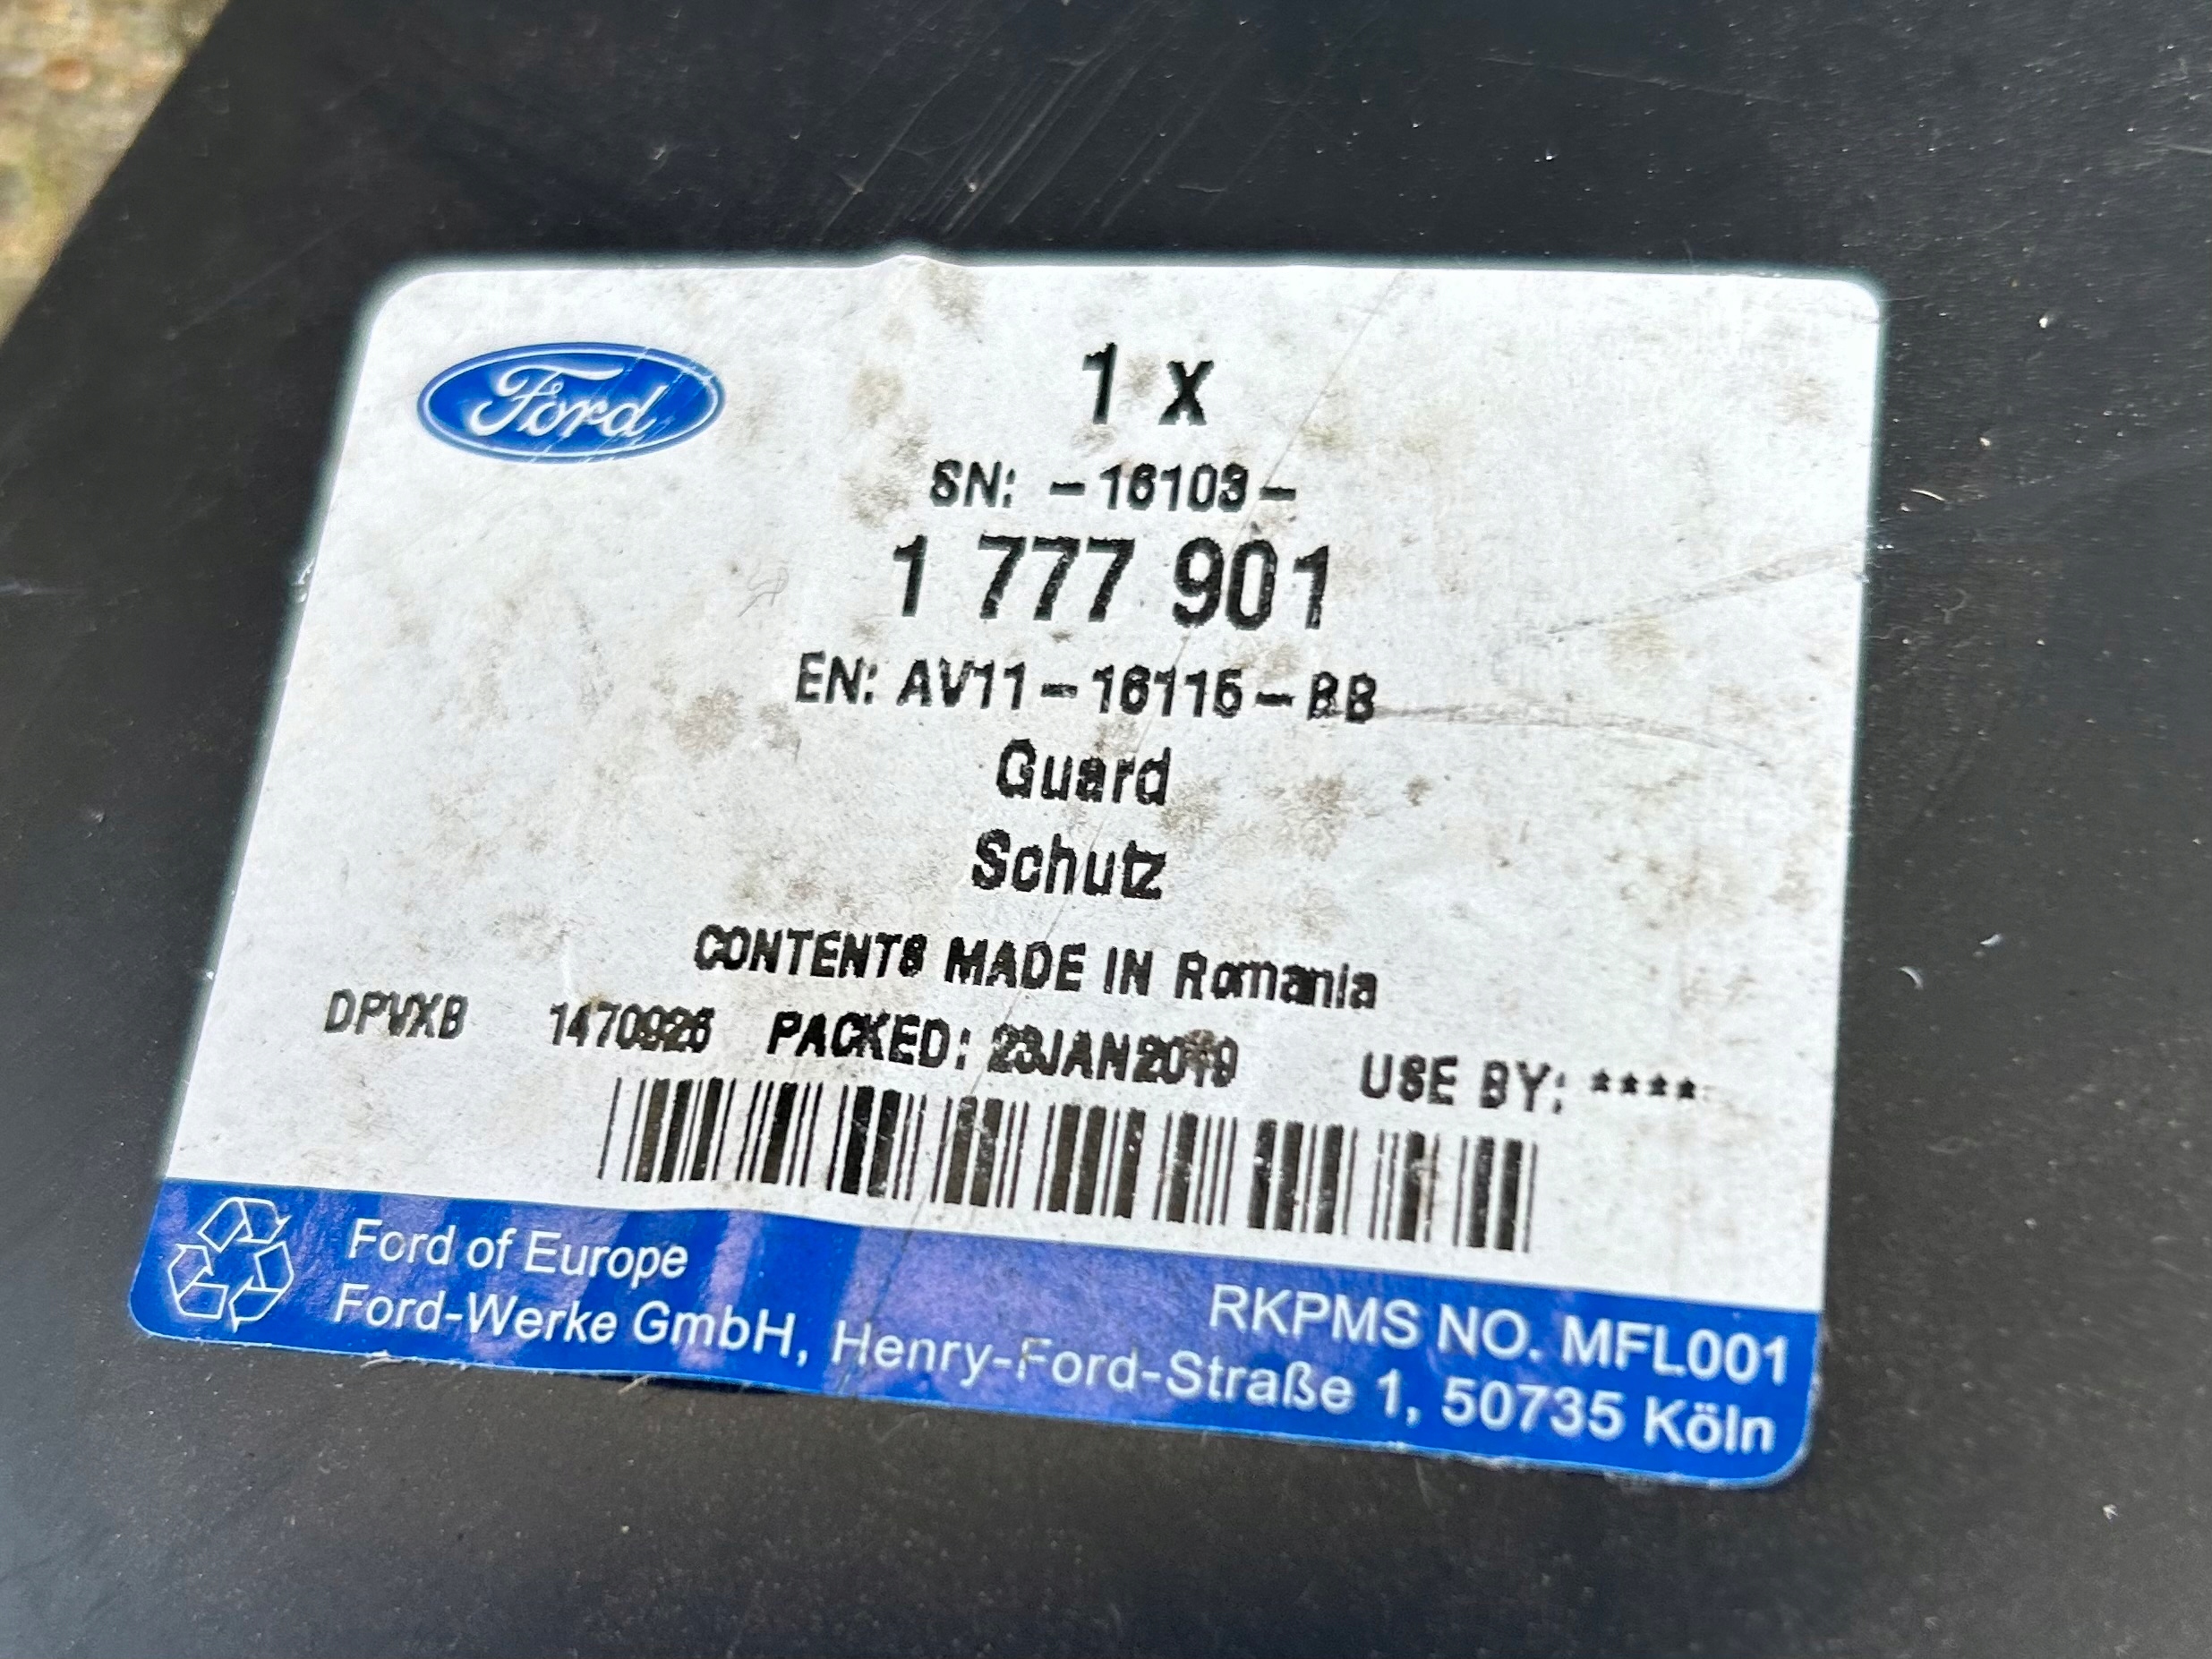 Ford
1 x
SN: -16103-
1 777 901
EN: AV11-16115-BB
Guard
Schutz
CONTENTS MADE IN Romania
DPVXB 1470926 PACKED: 23JAN2019 USE BY: ****
Ford of Europe
RKPMS NO. MFL001
Ford-Werke GmbH, Henry-Ford-Straße 1, 50735 Köln